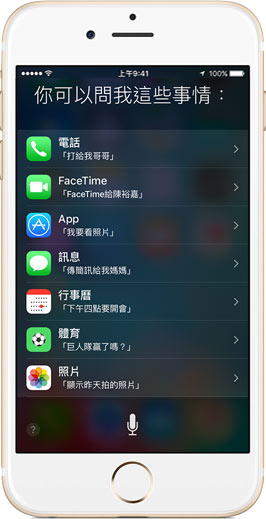 上午9:41
100%
你可以問我這些事情：
電話
「打給我哥哥」
FaceTime
「FaceTime給陳裕嘉」
App
「我要看照片」
訊息
「傳簡訊給我媽媽」
行事曆
「下午四點要開會」
體育
「巨人隊贏了嗎？」
照片
「顯示昨天拍的照片」
?